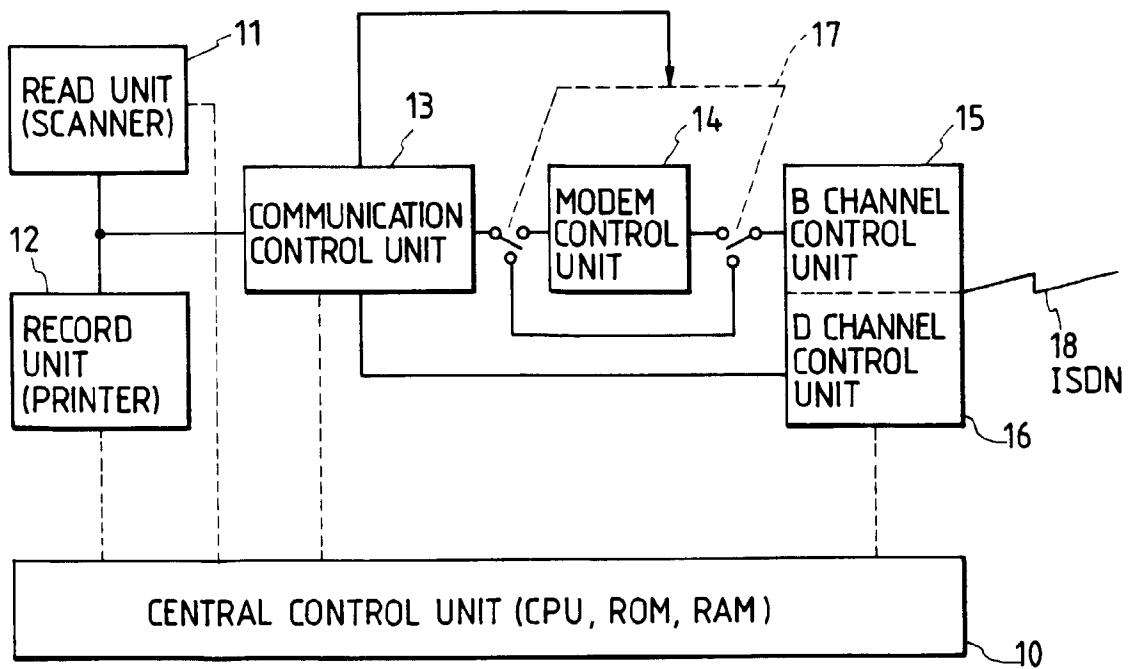 11
READ UNIT
(SCANNER)
12
RECORD
UNIT
(PRINTER)
13
COMMUNICATION
CONTROL UNIT
17
14
MODEM
CONTROL
UNIT
15
B CHANNEL
CONTROL
UNIT
D CHANNEL
CONTROL
UNIT
16
18
ISDN
CENTRAL CONTROL UNIT (CPU, ROM, RAM)
10